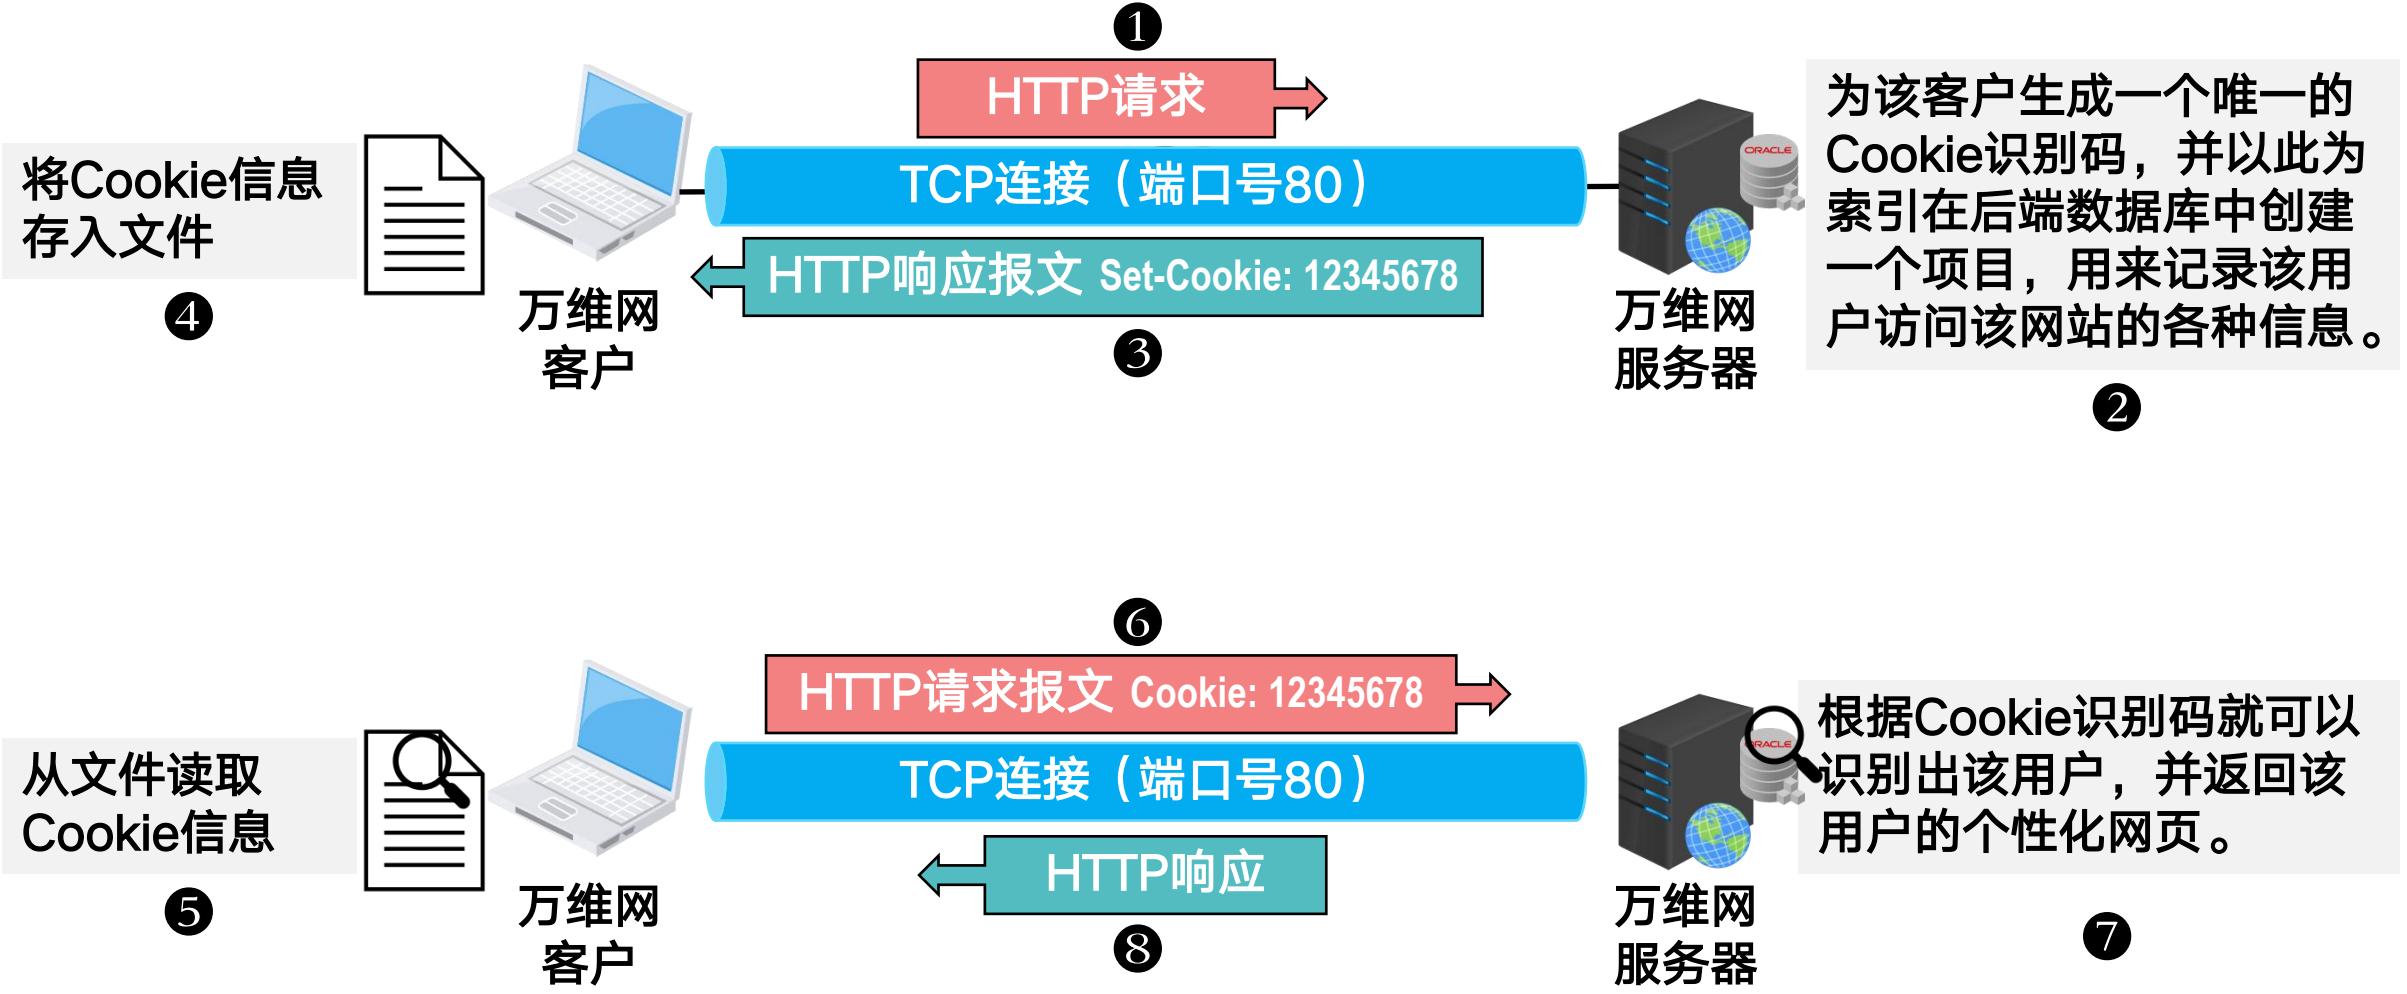 ❶
HTTP请求
TCP连接（端口号80）
HTTP响应报文 Set-Cookie: 12345678
❸
将Cookie信息
存入文件
❹
万维网
客户
ORACLE
万维网
服务器
为该客户生成一个唯一的
Cookie识别码，并以此为
索引在后端数据库中创建
一个项目，用来记录该用
户访问该网站的各种信息。
❷
❻
HTTP请求报文 Cookie: 12345678
TCP连接（端口号80）
HTTP响应
❽
从文件读取
Cookie信息
❺
万维网
客户
ORACLE
万维网
服务器
根据Cookie识别码就可以
识别出该用户，并返回该
用户的个性化网页。
❼